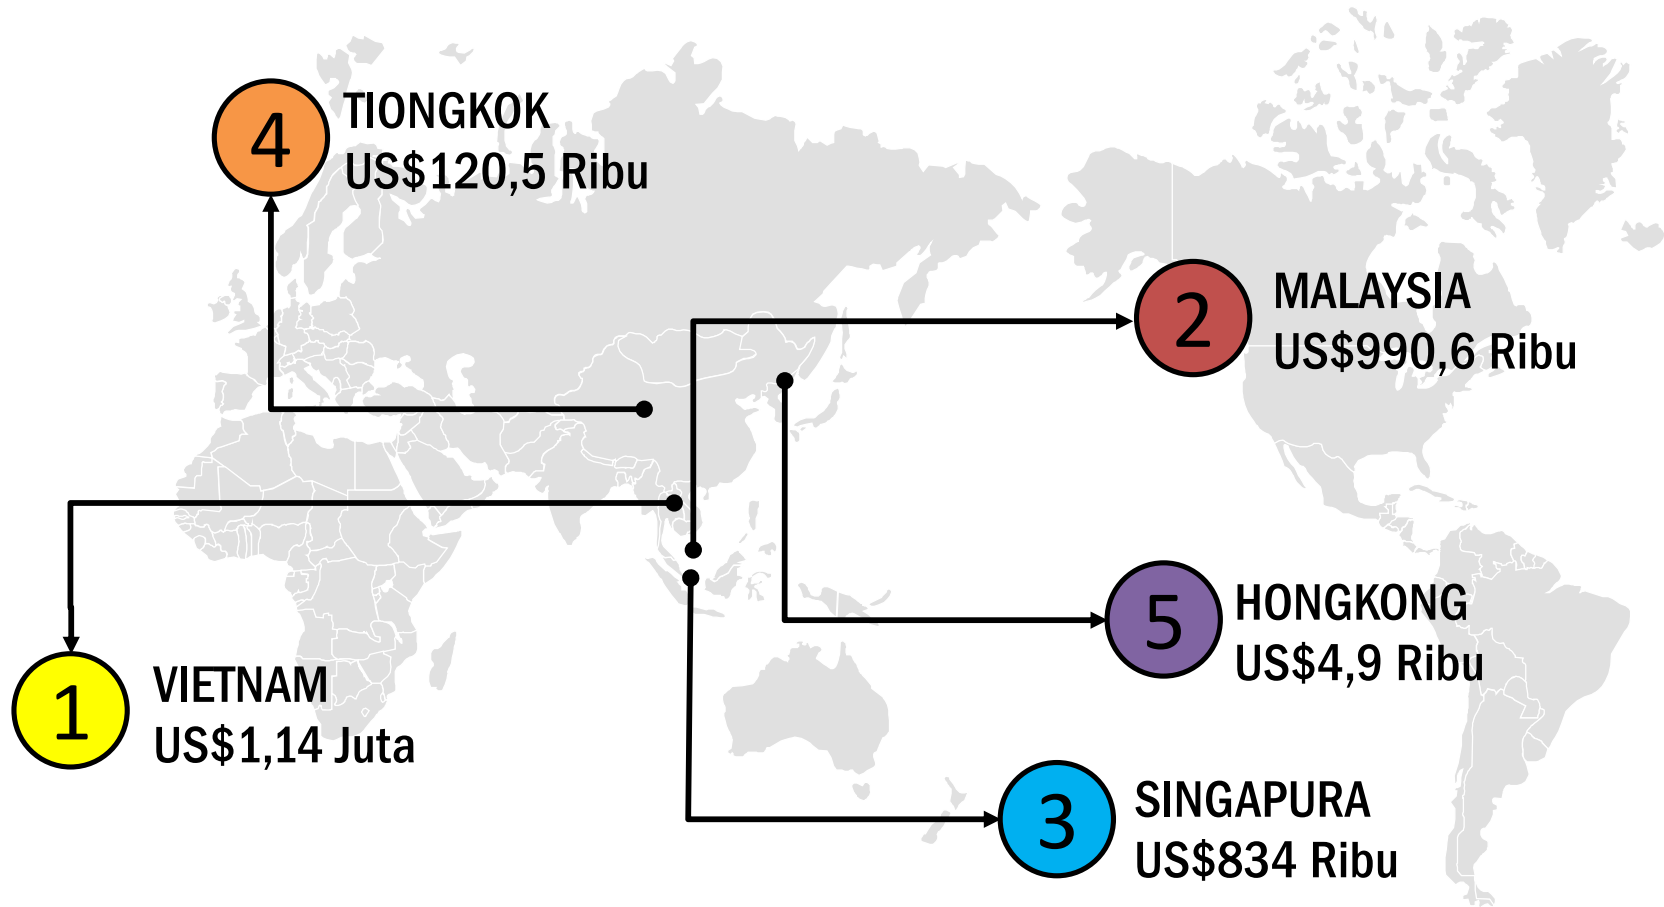 4
TIONGKOK
US$120,5 Ribu
2
MALAYSIA
US$990,6 Ribu
5
HONGKONG
US$4,9 Ribu
1
VIETNAM
US$1,14 Juta
3
SINGAPURA
US$834 Ribu